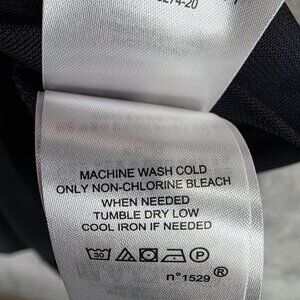 MACHINE WASH COLD
ONLY NON-CHLORINE BLEACH
WHEN NEEDED
TUMBLE DRY LOW
COOL IRON IF NEEDED
30
P
n°1529®